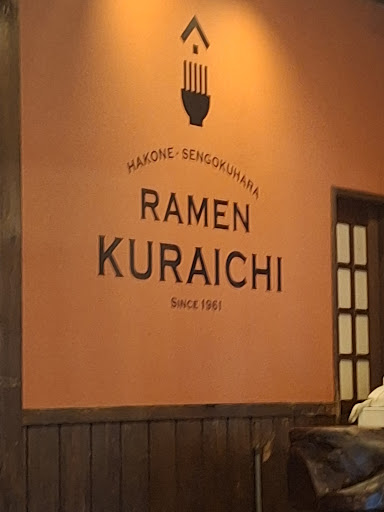 HAKONE-SENGOKUHARA
RAMEN
KURAICHI
SINCE 1961